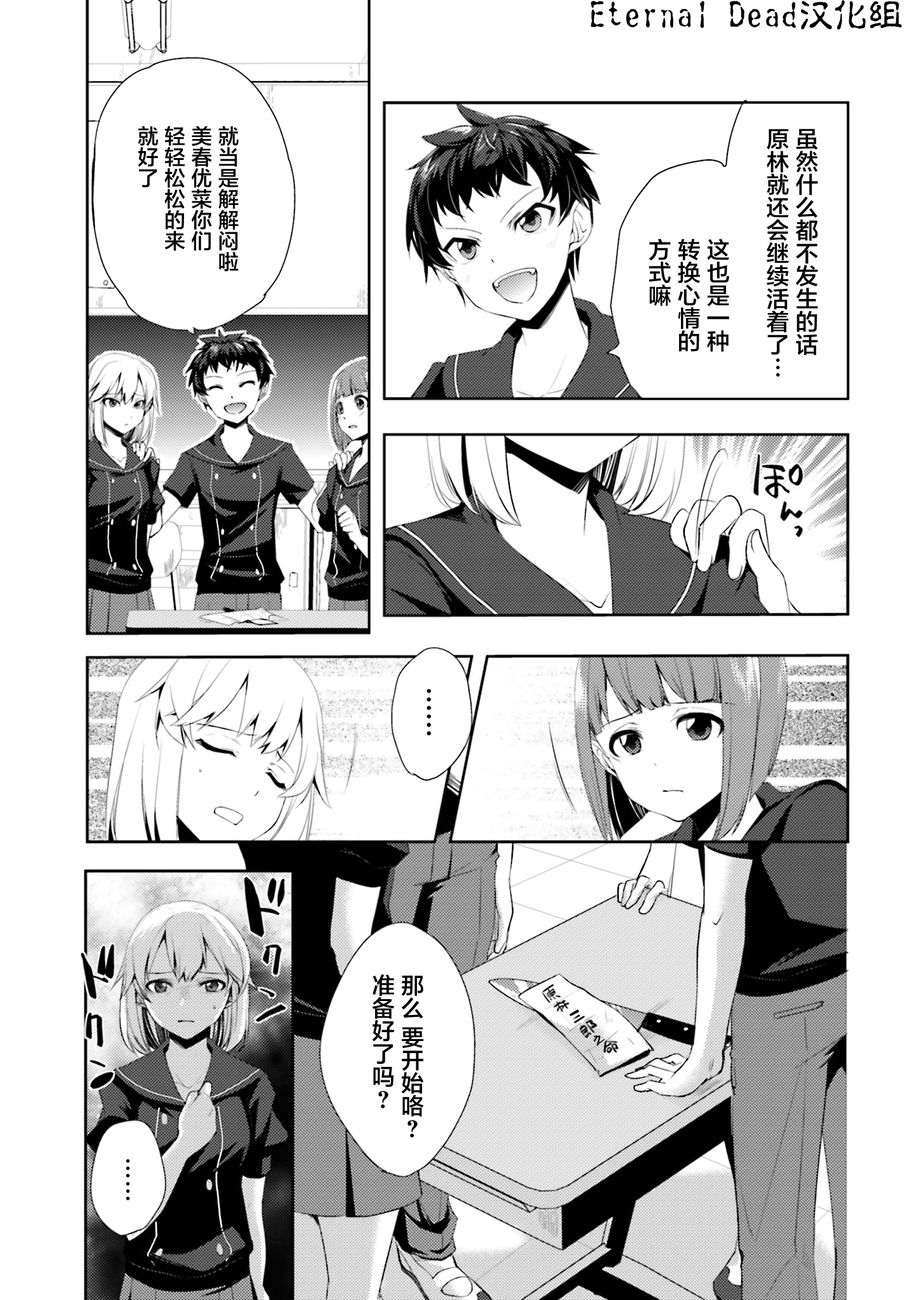 Eternal Dead汉化组
虽然什么都不发生的话
原林就还会继续活着了…
这也是一种
转换心情的
方式嘛
就当是解解闷啦
美春优菜你们
轻轻松松的来
就好了
ぽんっ
……
那么 要开始咯?
准备好了吗?
ドドドン
……